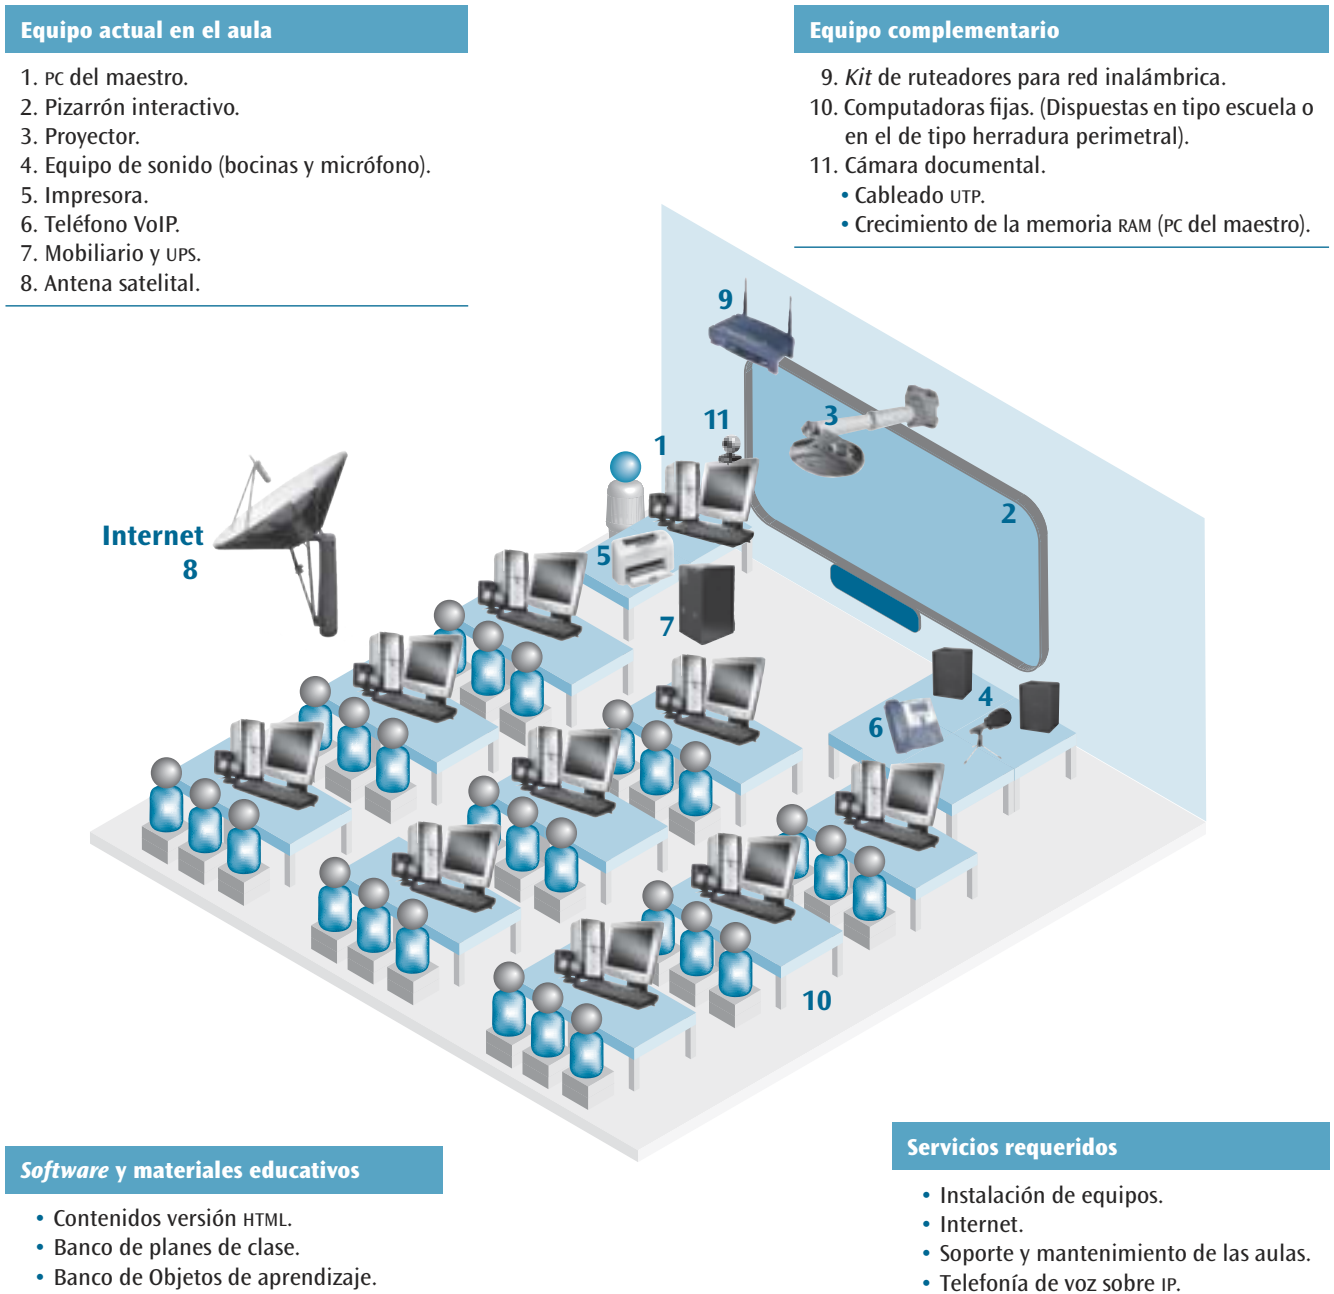 Equipo actual en el aula
1. PC del maestro.
2. Pizarrón interactivo.
3. Proyector.
4. Equipo de sonido (bocinas y micrófono).
5. Impresora.
6. Teléfono VoIP.
7. Mobiliario y UPS.
8. Antena satelital.
Equipo complementario
9. Kit de ruteadores para red inalámbrica.
10. Computadoras fijas. (Dispuestas en tipo escuela o
en el de tipo herradura perimetral).
11. Cámara documental.
• Cableado UTP.
• Crecimiento de la memoria RAM (PC del maestro).
9
11
3
1
2
Internet
8
5
7
4
6
10
Software y materiales educativos
• Contenidos versión HTML.
• Banco de planes de clase.
• Banco de Objetos de aprendizaje.
Servicios requeridos
• Instalación de equipos.
• Internet.
• Soporte y mantenimiento de las aulas.
• Telefonía de voz sobre IP.